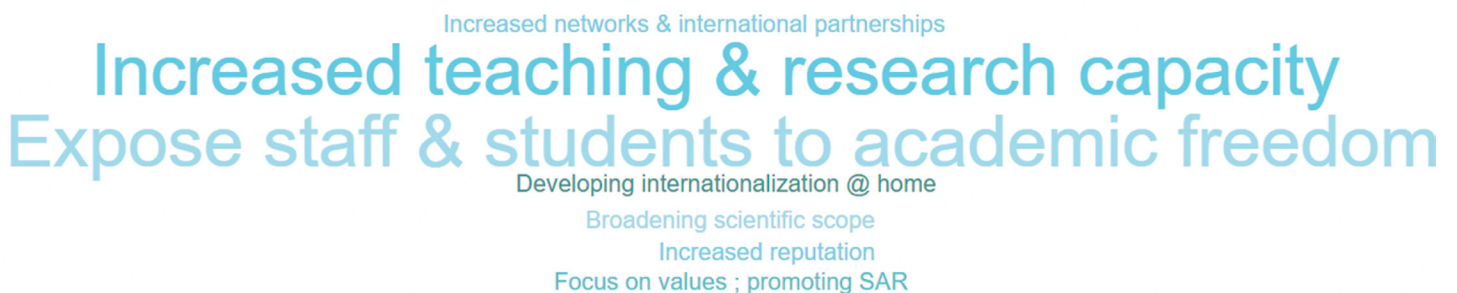 Increased networks & international partnerships
Increased teaching & research capacity
Expose staff & students to academic freedom
Developing internationalization @ home
Broadening scientific scope
Increased reputation
Focus on values ; promoting SAR